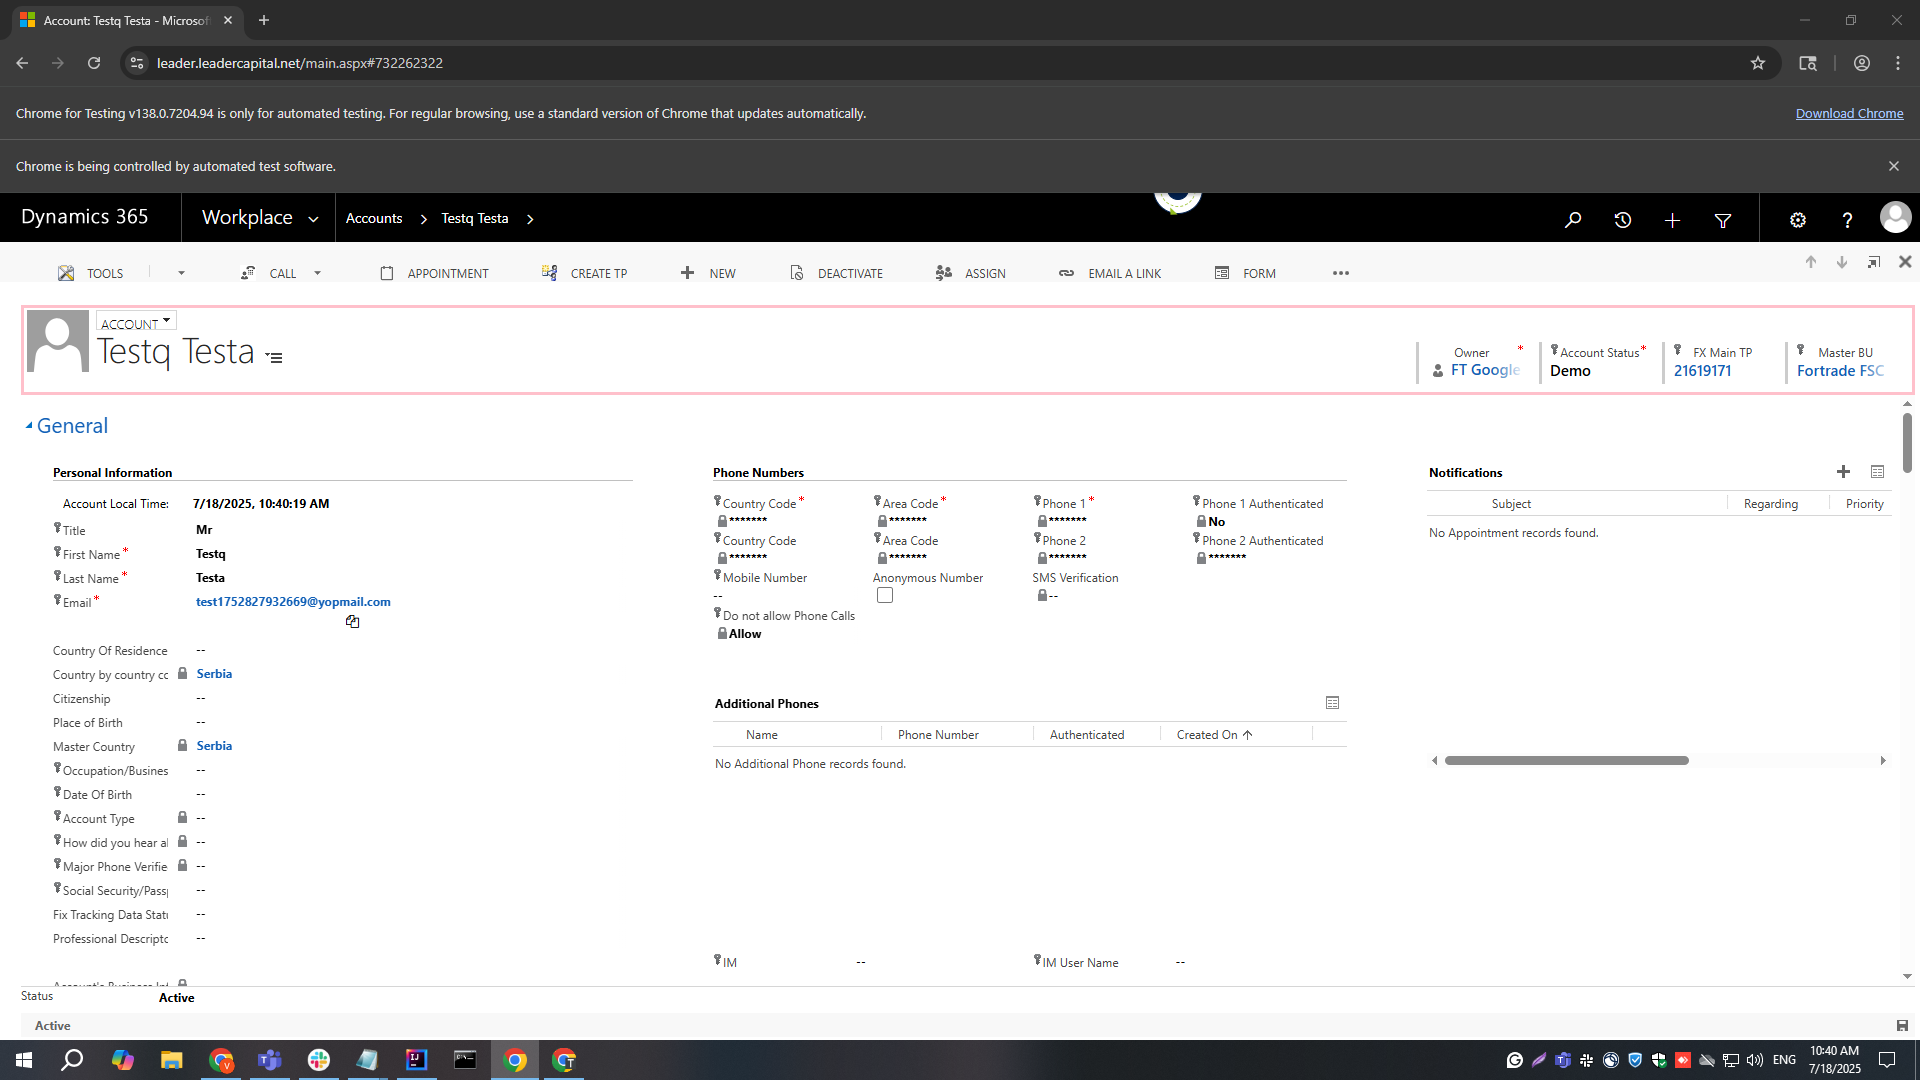 Account: Testq Testa - Microsof
leader.leadercapital.net/main.aspx#732262322
Chrome for Testing v138.0.7204.94 is only for automated testing. For regular browsing, use a standard version of Chrome that updates automatically.
Download Chrome
Chrome is being controlled by automated test software.
Dynamics 365
Workplace
Accounts
Testq Testa
TOOLS
CALL
APPOINTMENT
CREATE TP
NEW
DEACTIVATE
ASSIGN
EMAIL A LINK
FORM
ACCOUNT
Testq Testa
Owner *
FT Google
Account Status *
Demo
FX Main TP
21619171
Master BU
Fortrade FSC
General
Personal Information
Account Local Time: 7/18/2025, 10:40:19 AM
Title Mr
First Name * Testq
Last Name * Testa
Email * test1752827932669@yopmail.com
Country Of Residence --
Country by country cc Serbia
Citizenship --
Place of Birth --
Master Country Serbia
Occupation/Busines --
Date Of Birth --
Account Type --
How did you hear a --
Major Phone Verifie --
Social Security/Passp --
Fix Tracking Data Statu --
Professional Descripto --
Phone Numbers
Country Code * Area Code * Phone 1 * Phone 1 Authenticated
******* ******* ******* No
Country Code Area Code Phone 2 Phone 2 Authenticated
******* ******* ******* *******
Mobile Number Anonymous Number SMS Verification
-- --
Do not allow Phone Calls
Allow
Additional Phones
Name Phone Number Authenticated Created On
No Additional Phone records found.
IM -- IM User Name --
Notifications
Subject Regarding Priority
No Appointment records found.
Status Active
Active
ENG
10:40 AM
7/18/2025